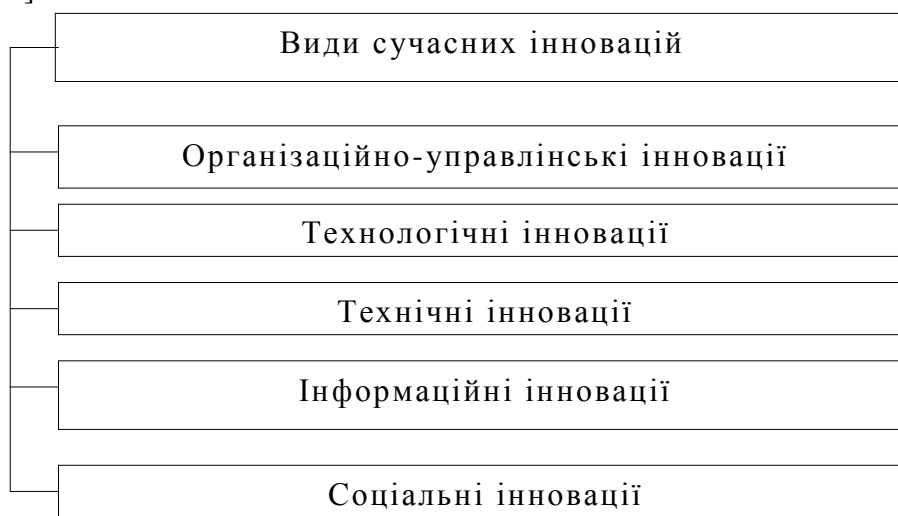 ]
Види сучасних інновацій
Організаційно-управлінські інновації
Технологічні інновації
Технічні інновації
Інформаційні інновації
Соціальні інновації